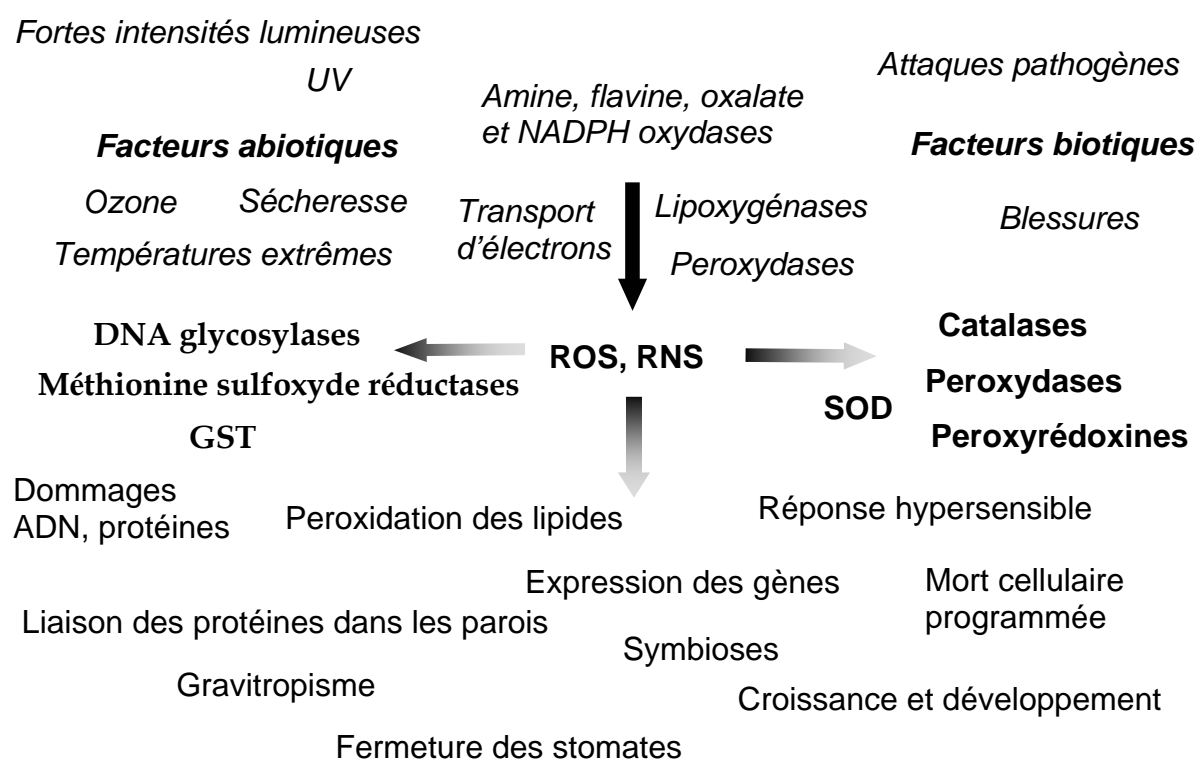 Fortes intensités lumineuses
UV
Attaques pathogènes
Amine, flavine, oxalate
et NADPH oxydases
Facteurs abiotiques
Facteurs biotiques
Ozone
Sécheresse
Températures extrêmes
Transport
d’électrons
Lipoxygénases
Peroxydases
Blessures
DNA glycosylases
Méthionine sulfoxyde réductases
GST
ROS, RNS
SOD
Catalases
Peroxydases
Peroxyrédoxines
Dommages
ADN, protéines
Peroxidation des lipides
Réponse hypersensible
Expression des gènes
Mort cellulaire
programmée
Liaison des protéines dans les parois
Symbioses
Gravitropisme
Croissance et développement
Fermeture des stomates